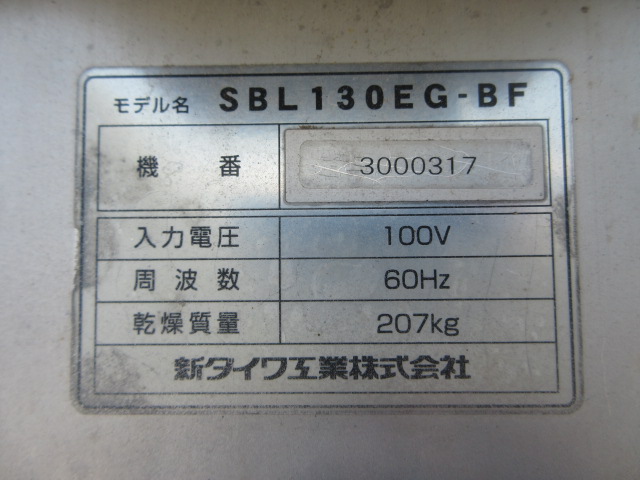 モデル名 SBL130EG-BF
機番 3000317
入力電圧 100V
周波数 60Hz
乾燥質量 207kg
新ダイワ工業株式会社